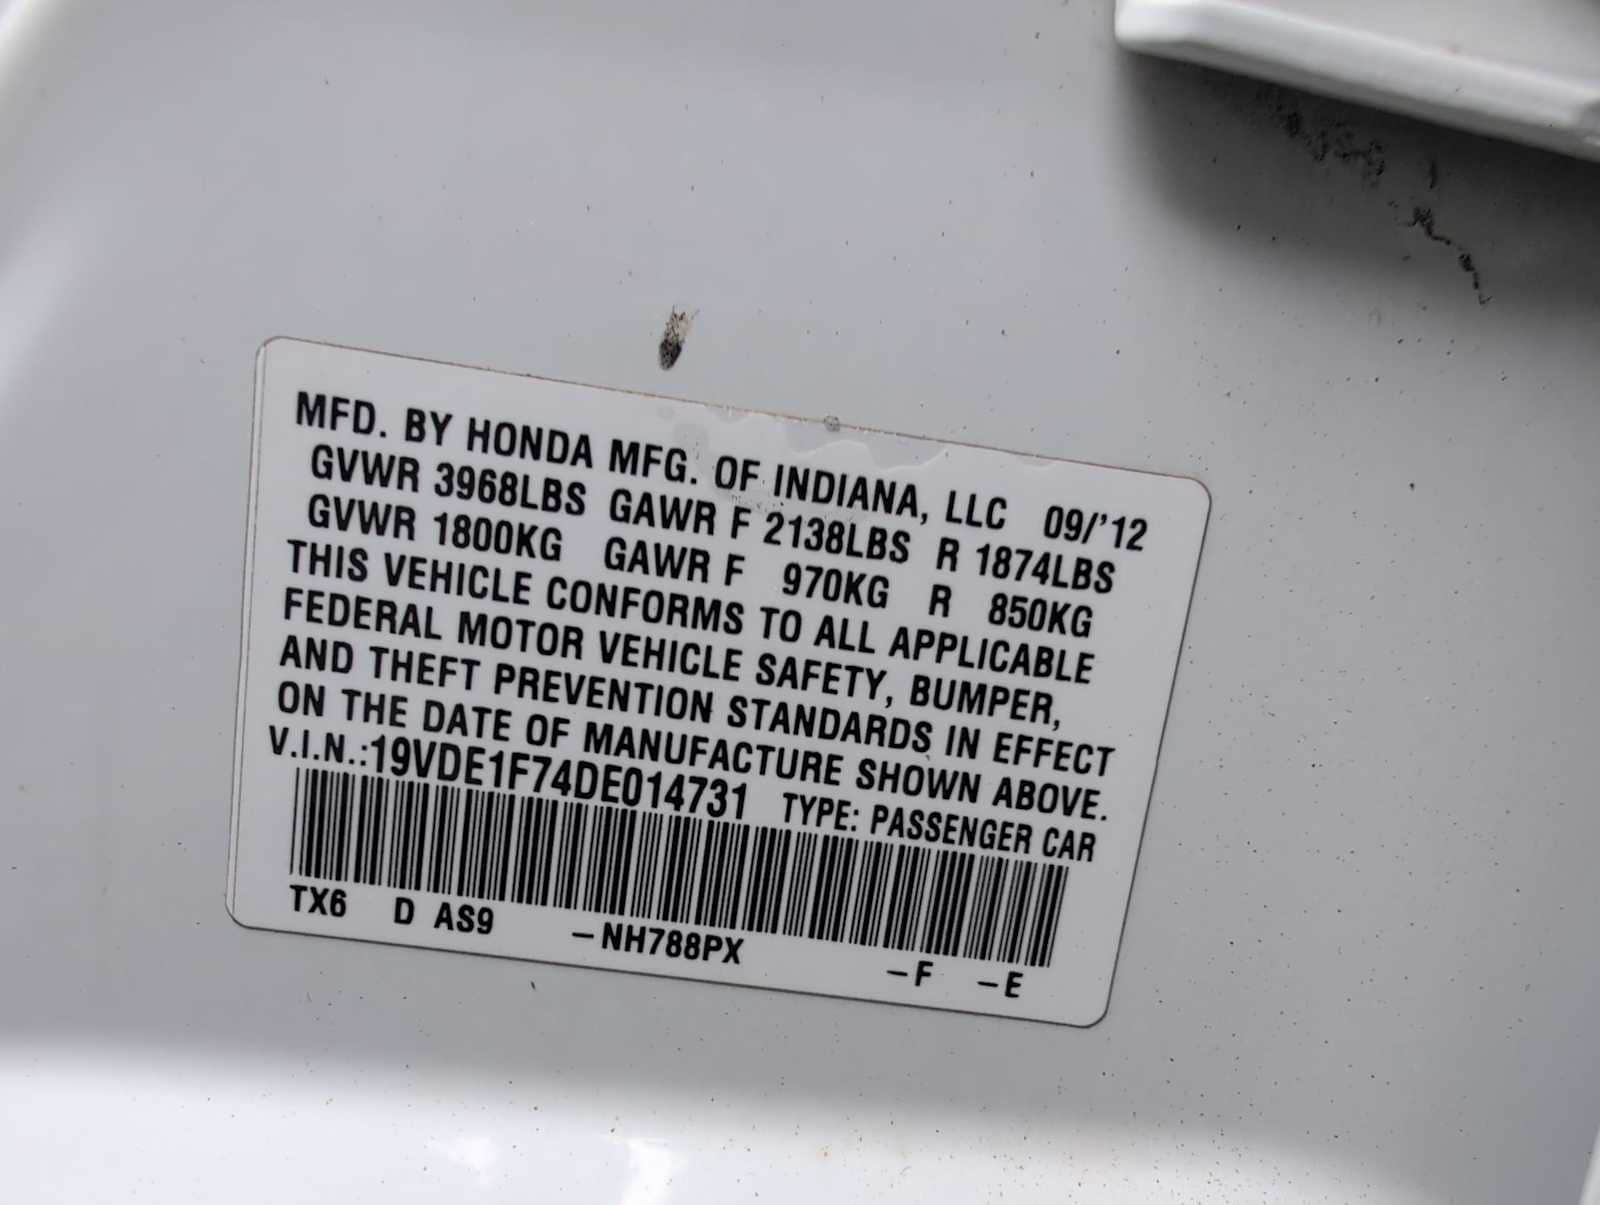 MFD. BY HONDA MFG. OF INDIANA, LLC 09/'12
GVWR 3968LBS GAWR F 2138LBS R 1874LBS
GVWR 1800KG GAWR F 970KG R 850KG
THIS VEHICLE CONFORMS TO ALL APPLICABLE
FEDERAL MOTOR VEHICLE SAFETY, BUMPER,
AND THEFT PREVENTION STANDARDS IN EFFECT
ON THE DATE OF MANUFACTURE SHOWN ABOVE.
V.I.N.:19VDE1F74DE014731 TYPE: PASSENGER CAR
TX6 D AS9 –NH788PX –F –E